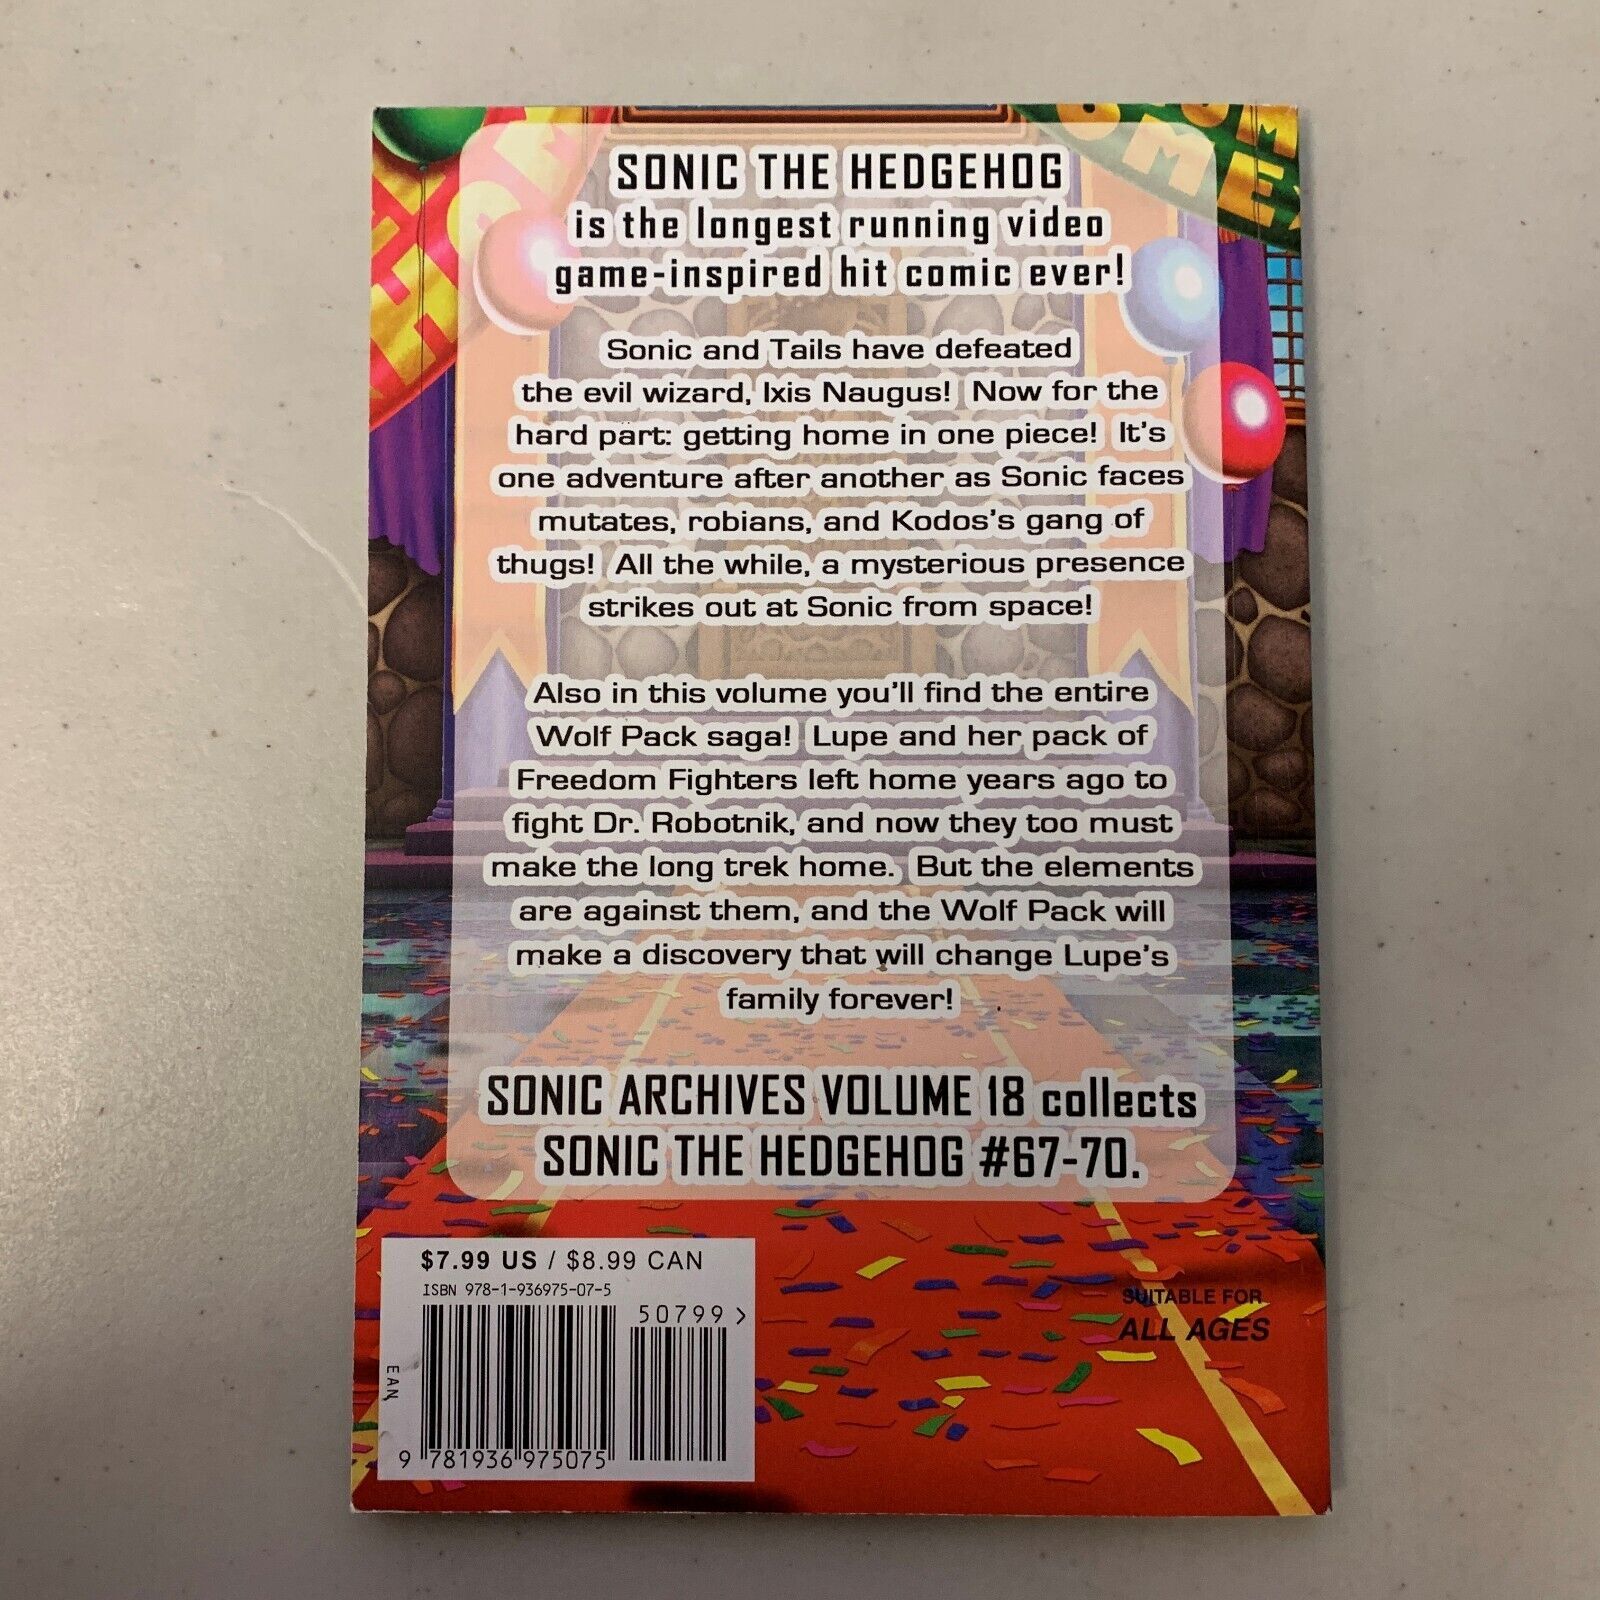 OME
SONIC THE HEDGEHOG
is the longest running video
game-inspired hit comic ever!
Sonic and Tails have defeated
the evil wizard, Ixis Naugus! Now for the
hard part: getting home in one piece! It's
one adventure after another as Sonic faces
mutates, robians, and Kodos's gang of
thugs! All the while, a mysterious presence
strikes out at Sonic from space!
Also in this volume you'll find the entire
Wolf Pack saga! Lupe and her pack of
Freedom Fighters left home years ago to
fight Dr. Robotnik, and now they too must
make the long trek home. But the elements
are against them, and the Wolf Pack will
make a discovery that will change Lupe's
family forever!
SONIC ARCHIVES VOLUME 18 collects
SONIC THE HEDGEHOG #67-70.
$7.99 US / $8.99 CAN
ISBN 978-1-936975-07-5
50799 >
EAN
9 781936 975075
SUITABLE FOR
ALL AGES